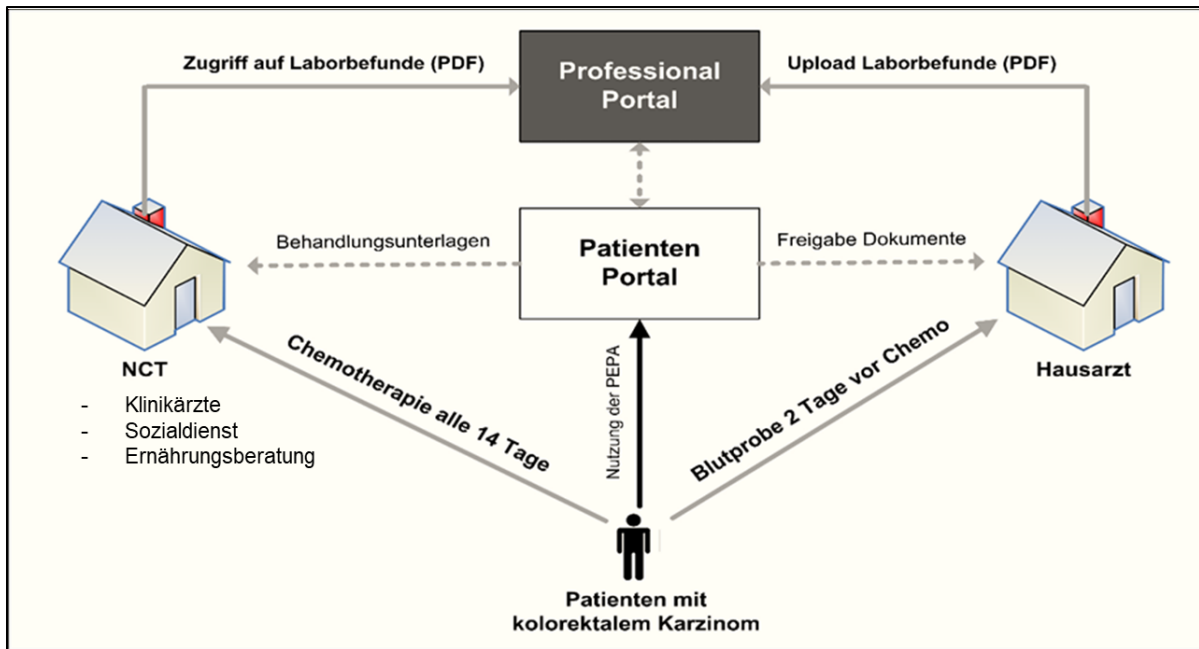 Zugriff auf Laborbefunde (PDF)
Professional
Portal
Upload Laborbefunde (PDF)
Behandlungsunterlagen
Patienten
Portal
Freigabe Dokumente
NCT
- Klinikärzte
- Sozialdienst
- Ernährungsberatung
Chemotherapie alle 14 Tage
Nutzung der PEPA
Blutprobe 2 Tage vor Chemo
Hausarzt
Patienten mit
kolorektalem Karzinom